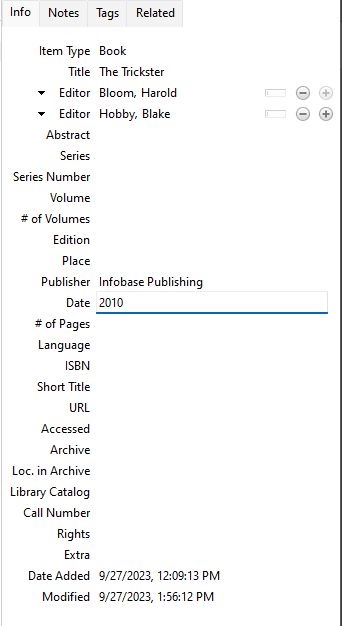 Info Notes Tags Related
Item Type Book
Title The Trickster
Editor Bloom, Harold
Editor Hobby, Blake
Abstract
Series
Series Number
Volume
# of Volumes
Edition
Place
Publisher Infobase Publishing
Date 2010
# of Pages
Language
ISBN
Short Title
URL
Accessed
Archive
Loc. in Archive
Library Catalog
Call Number
Rights
Extra
Date Added 9/27/2023, 12:09:13 PM
Modified 9/27/2023, 1:56:12 PM